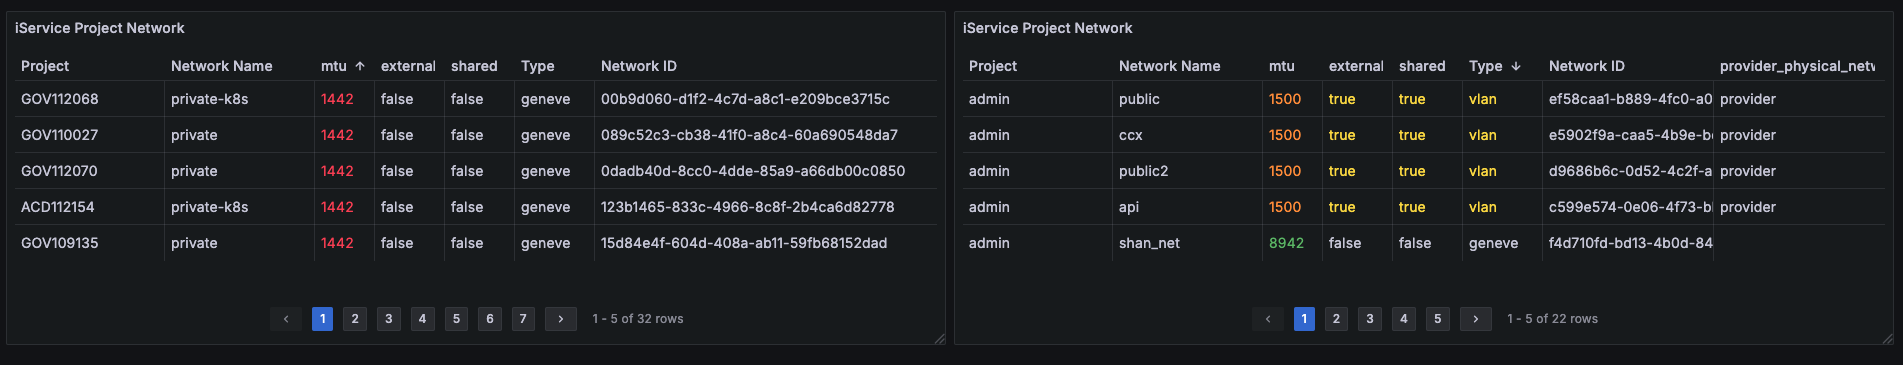 iService Project Network
Project Network Name mtu ↑ external shared Type Network ID
GOV112068 private-k8s 1442 false false geneve 00b9d060-d1f2-4c7d-a8c1-e209bce3715c
GOV110027 private 1442 false false geneve 089c52c3-cb38-41f0-a8c4-60a690548da7
GOV112070 private 1442 false false geneve 0dadb40d-8cc0-4dde-85a9-a66db00c0850
ACD112154 private-k8s 1442 false false geneve 123b1465-833c-4966-8c8f-2b4ca6d82778
GOV109135 private 1442 false false geneve 15d84e4f-604d-408a-ab11-59fb68152dad
‹ 1 2 3 4 5 6 7 › 1 - 5 of 32 rows
iService Project Network
Project Network Name mtu external shared Type ↓ Network ID provider_physical_netw
admin public 1500 true true vlan ef58caa1-b889-4fc0-a0 provider
admin ccx 1500 true true vlan e5902f9a-caa5-4b9e-b provider
admin public2 1500 true true vlan d9686b6c-0d52-4c2f-a provider
admin api 1500 true true vlan c599e574-0e06-4f73-b provider
admin shan_net 8942 false false geneve f4d710fd-bd13-4b0d-84
‹ 1 2 3 4 5 › 1 - 5 of 22 rows